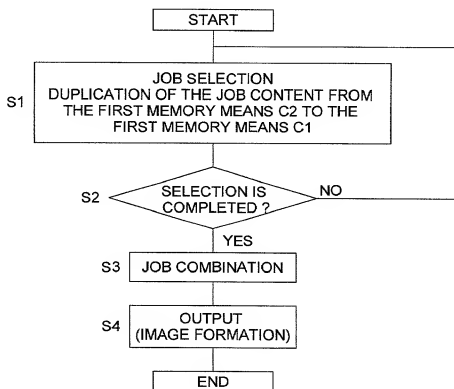 START
S1
JOB SELECTION
DUPLICATION OF THE JOB CONTENT FROM
THE FIRST MEMORY MEANS C2 TO THE
FIRST MEMORY MEANS C1
S2
SELECTION IS
COMPLETED ?
NO
YES
S3
JOB COMBINATION
S4
OUTPUT
(IMAGE FORMATION)
END